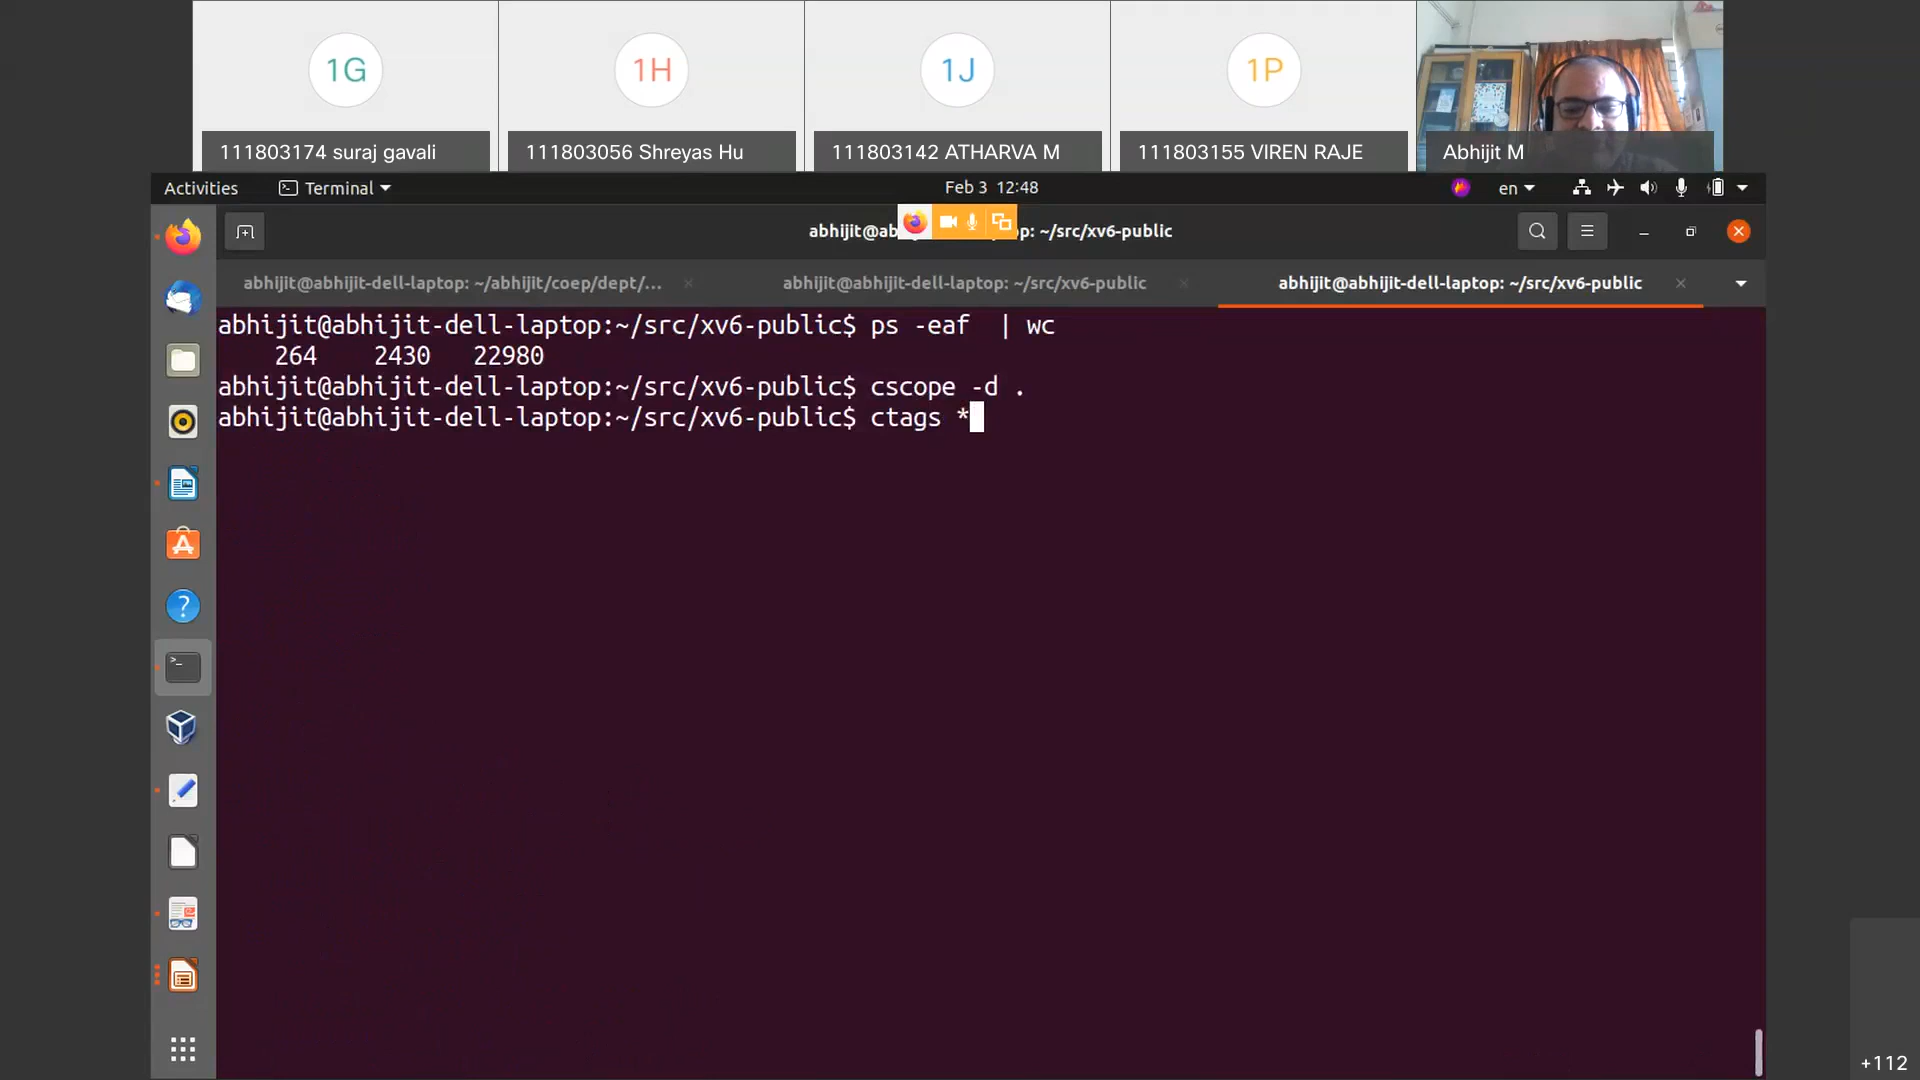 1G
1H
1J
1P
111803174 suraj gavali
111803056 Shreyas Hu
111803142 ATHARVA M
111803155 VIREN RAJE
Abhijit M
Activities
Terminal
Feb 3 12:48
en
abhijit@ab
op: ~/src/xv6-public
abhijit@abhijit-dell-laptop: ~/abhijit/coep/dept/...
abhijit@abhijit-dell-laptop: ~/src/xv6-public
abhijit@abhijit-dell-laptop: ~/src/xv6-public
abhijit@abhijit-dell-laptop:~/src/xv6-public$ ps -eaf  | wc
    264    2430   22980
abhijit@abhijit-dell-laptop:~/src/xv6-public$ cscope -d .
abhijit@abhijit-dell-laptop:~/src/xv6-public$ ctags *
+112